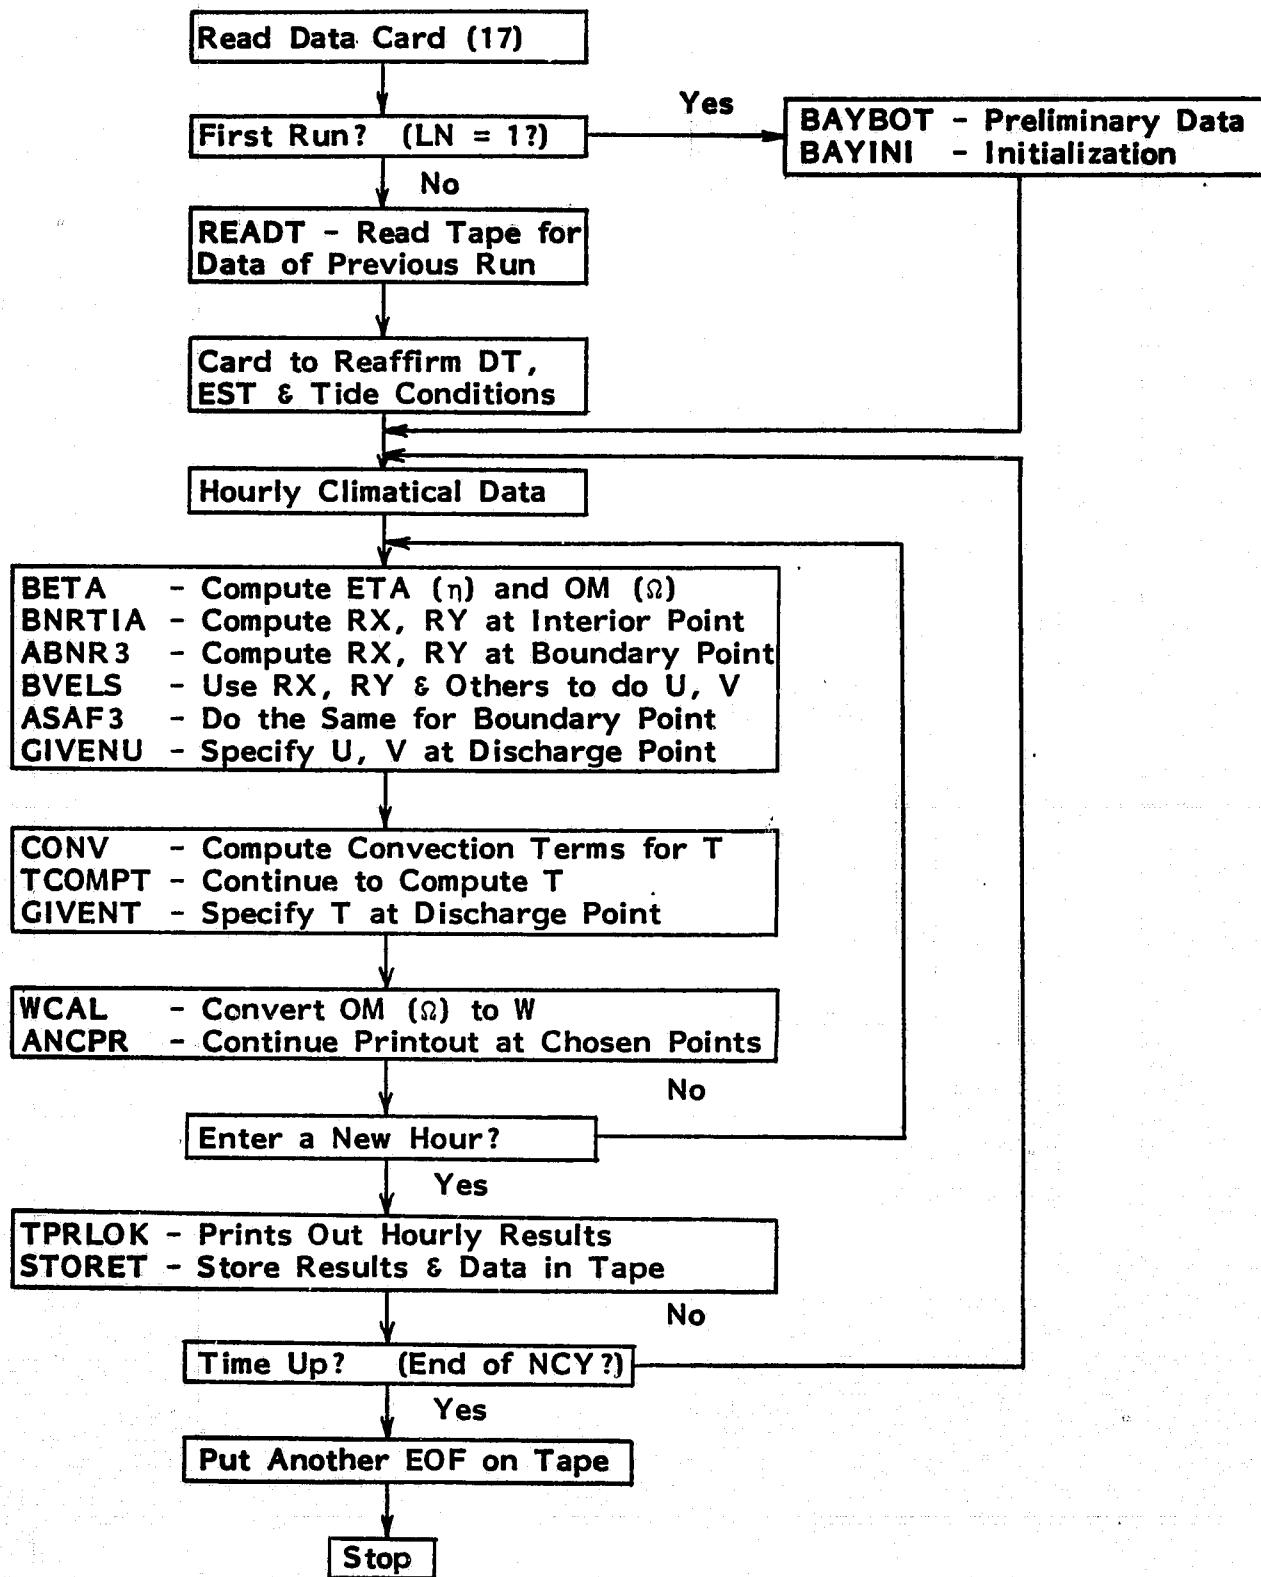 Read Data Card (17)
First Run? (LN = 1?)
Yes
BAYBOT - Preliminary Data
BAYINI - Initialization
No
READT - Read Tape for
Data of Previous Run
Card to Reaffirm DT,
EST & Tide Conditions
Hourly Climatical Data
BETA - Compute ETA (η) and OM (Ω)
BNRTIA - Compute RX, RY at Interior Point
ABNR3 - Compute RX, RY at Boundary Point
BVELS - Use RX, RY & Others to do U, V
ASAF3 - Do the Same for Boundary Point
GIVENU - Specify U, V at Discharge Point
CONV - Compute Convection Terms for T
TCOMPT - Continue to Compute T
GIVENT - Specify T at Discharge Point
WCAL - Convert OM (Ω) to W
ANCPR - Continue Printout at Chosen Points
No
Enter a New Hour?
Yes
TPRLOK - Prints Out Hourly Results
STORET - Store Results & Data in Tape
No
Time Up? (End of NCY?)
Yes
Put Another EOF on Tape
Stop